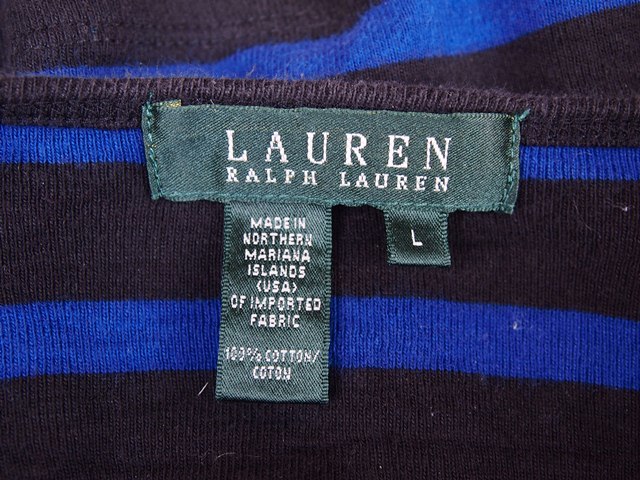 LAUREN
RALPH LAUREN
L
MADE IN
NORTHERN
MARIANA
ISLANDS
(USA)
OF IMPORTED
FABRIC
100% COTTON/
COTON